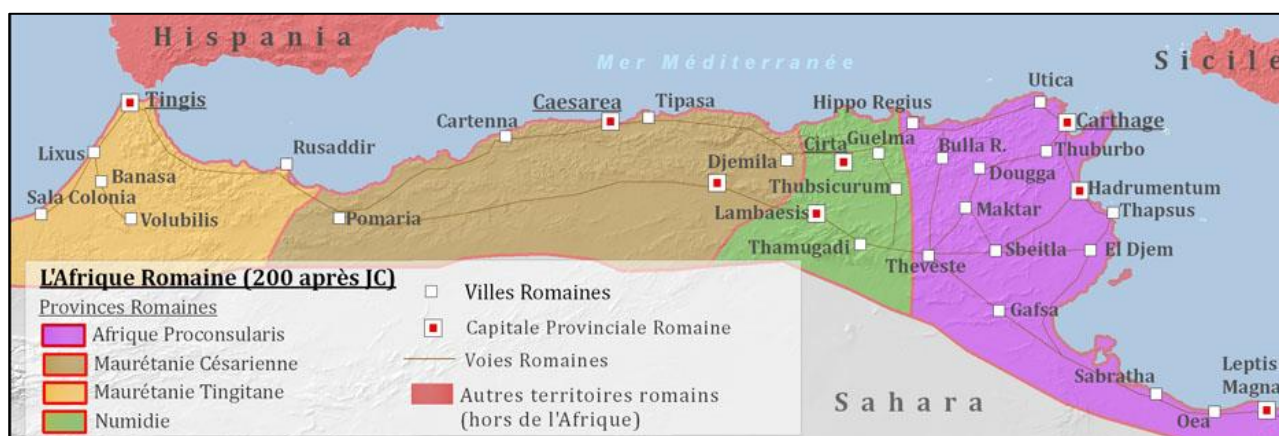 Hispania
Mer Méditerranée
Sicile
Tingis
Caesarea
Tipasa
Cartenna
Hippo Regius
Utica
Carthage
Lixus
Rusaddir
Djemila
Cirta
Guelma
Bulla R.
Thuburbo
Banasa
Dougga
Sala Colonia
Volubilis
Pomaria
Thubsicurum
Hadrumentum
Lambaesis
Maktar
Thapsus
Thamugadi
Theveste
Sbeitla
El Djem
Gafsa
Sabratha
Oea
Leptis
Magna
Sahara
L'Afrique Romaine (200 après JC)
Provinces Romaines
Afrique Proconsularis
Maurétanie Césarienne
Maurétanie Tingitane
Numidie
Villes Romaines
Capitale Provinciale Romaine
Voies Romaines
Autres territoires romains
(hors de l'Afrique)